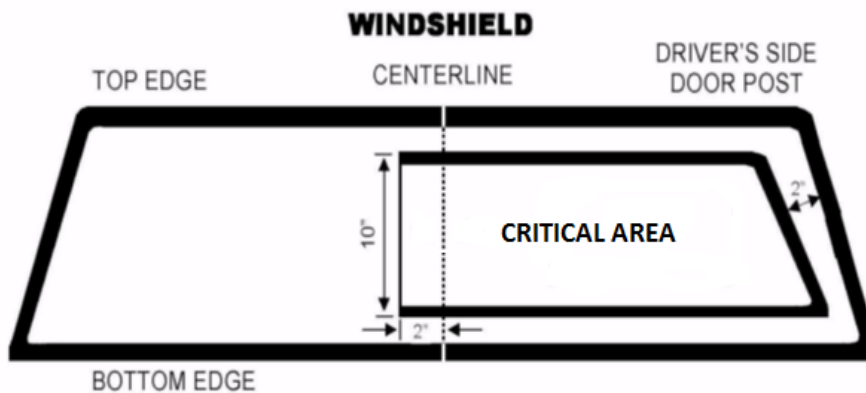 WINDSHIELD
TOP EDGE
CENTERLINE
DRIVER'S SIDE
DOOR POST
2"
10"
CRITICAL AREA
2"
BOTTOM EDGE